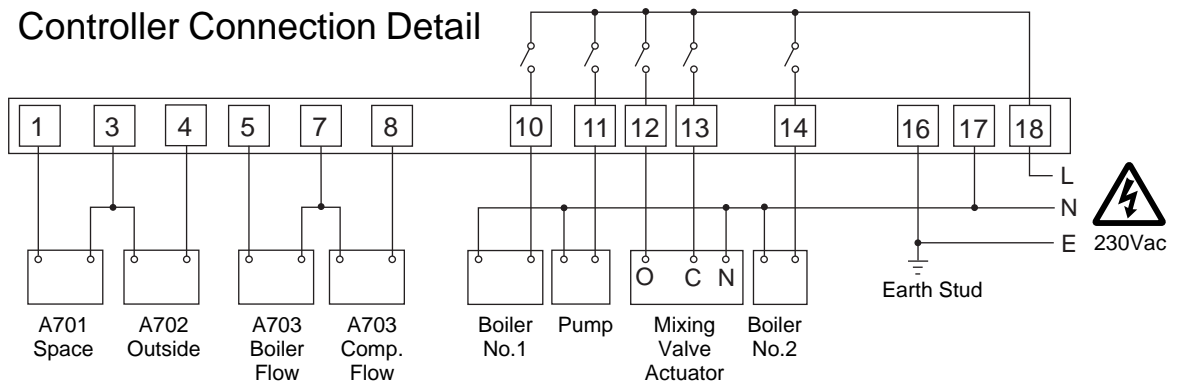 Controller Connection Detail
1 3 4 5 7 8 10 11 12 13 14 16 17 18
L
N
E
230Vac
O C N
Earth Stud
A701
Space
A702
Outside
A703
Boiler
Flow
A703
Comp.
Flow
Boiler
No.1
Pump
Mixing
Valve
Actuator
Boiler
No.2